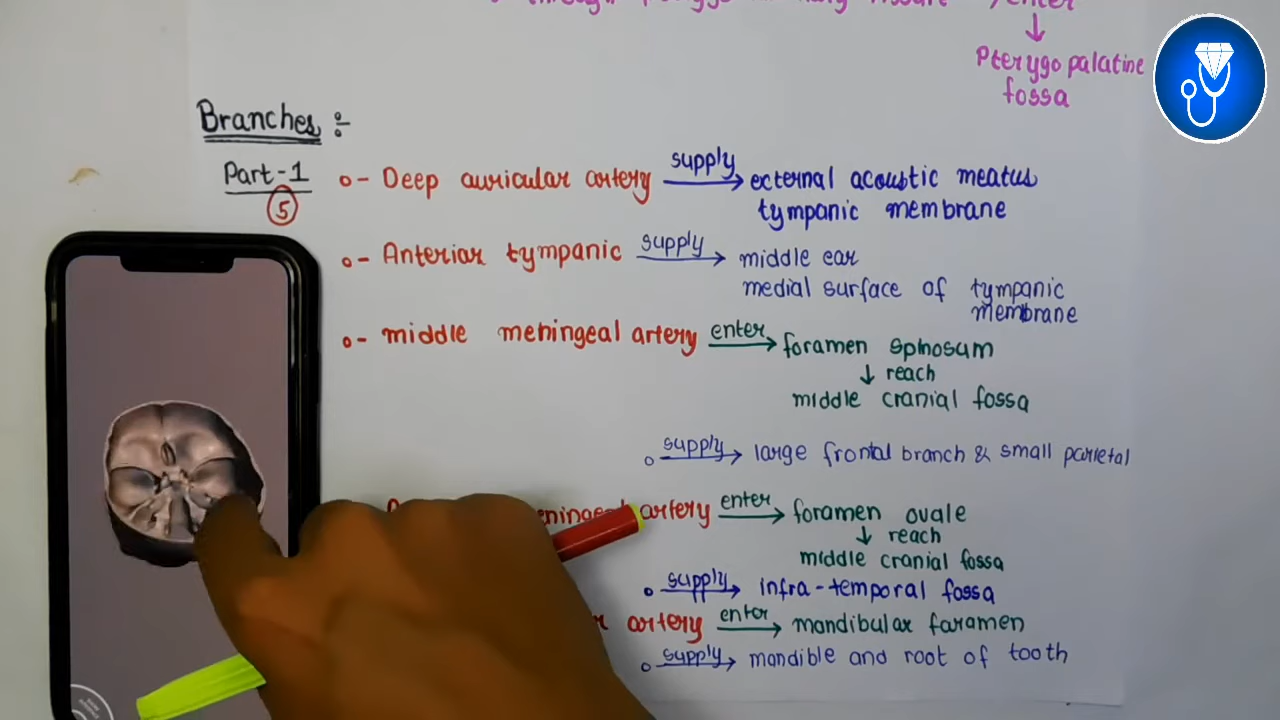 Pterygo palatine
fossa
Branches :-
Part-1
5
o- Deep auricular artery supply → external acoustic meatus
tympanic membrane
o- Anterior tympanic supply → middle ear
medial surface of tympanic
membrane
o- middle meningeal artery enter → foramen spinosum
↓ reach
middle cranial fossa
o supply → large frontal branch & small parietal
artery enter → foramen ovale
↓ reach
middle cranial fossa
o supply → infra-temporal fossa
artery enter → mandibular faramen
o supply → mandible and root of tooth